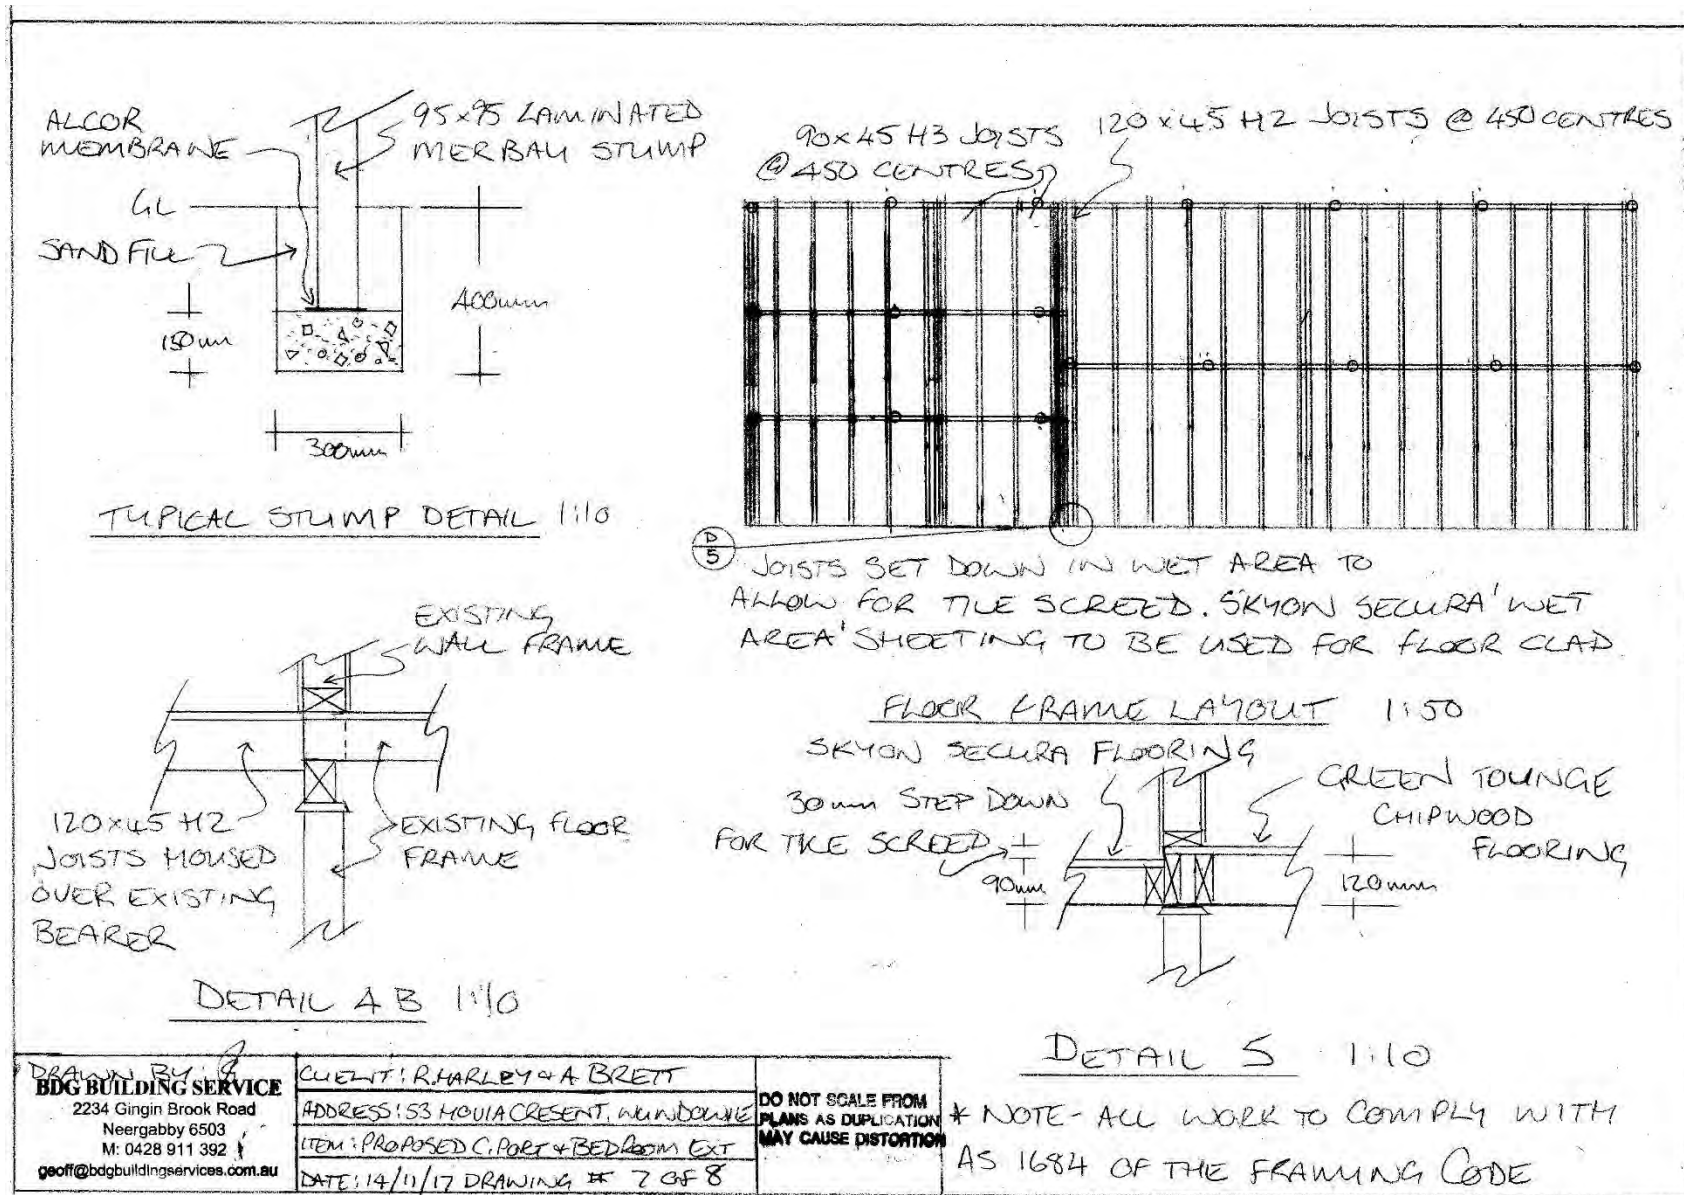 ALCOR
MEMBRANE
95x95 LAMINATED
MERBAU STUMP
GL
SAND FILL
150mm
400mm
300mm
TYPICAL STUMP DETAIL 1:10
90x45 H3 JOISTS
@ 450 CENTRES
120x45 H2 JOISTS @ 450 CENTRES
D
5
JOISTS SET DOWN IN WET AREA TO
ALLOW FOR TILE SCREED. SKYON SECURA 'WET
AREA' SHEETING TO BE USED FOR FLOOR CLAD
FLOOR FRAME LAYOUT 1:50
EXISTING
WALL FRAME
120x45 H2
JOISTS HOUSED
OVER EXISTING
BEARER
EXISTING FLOOR
FRAME
DETAIL 4B 1:10
SKYON SECURA FLOORING
30mm STEP DOWN
FOR TILE SCREED
90mm
GREEN TOUNGE
CHIPWOOD
FLOORING
120mm
DETAIL 5 1:10
* NOTE - ALL WORK TO COMPLY WITH
AS 1684 OF THE FRAMING CODE
DRAWN BY:
BDG BUILDING SERVICE
2234 Gingin Brook Road
Neergabby 6503
M: 0428 911 392
geoff@bdgbuildingservices.com.au
CLIENT: R.HARLEY & A BRETT
ADDRESS: 53 HOVIA CRESENT, WUNDOWIE
ITEM: PROPOSED C.PORT & BEDROOM EXT
DATE: 14/11/17 DRAWING # 7 OF 8
DO NOT SCALE FROM
PLANS AS DUPLICATION
MAY CAUSE DISTORTION